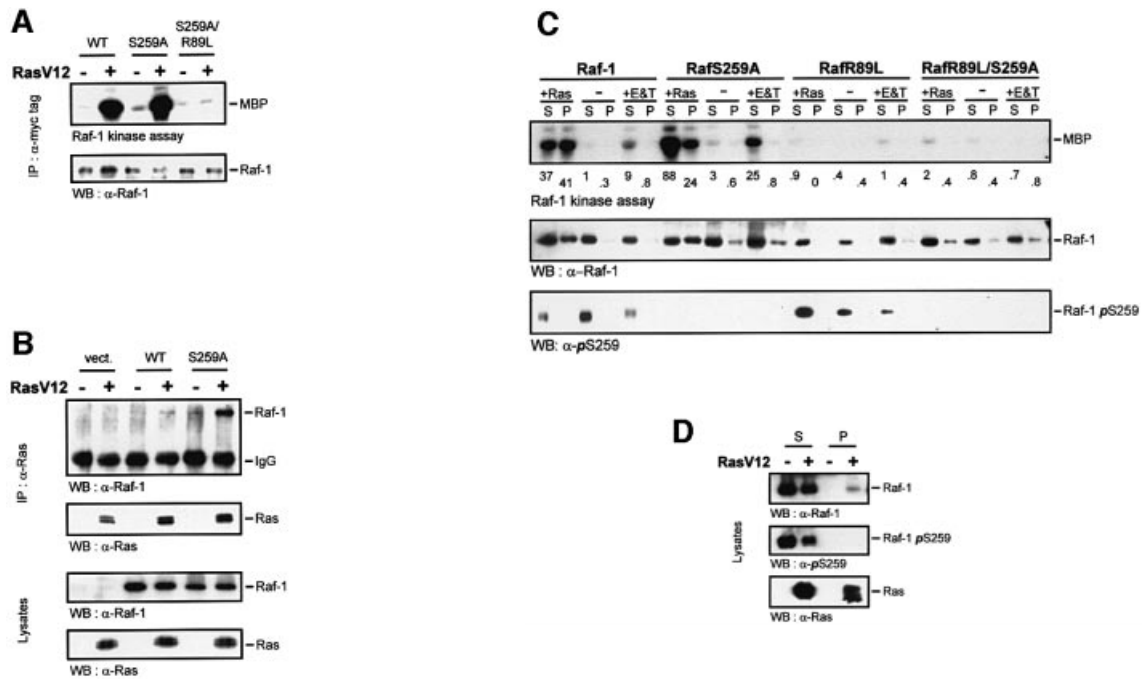 A
WT S259A S259A/
R89L
RasV12 - + - + - +
MBP
Raf-1 kinase assay
Raf-1
WB : α-Raf-1
IP : α-myc tag
B
vect. WT S259A
RasV12 - + - + - +
Raf-1
IgG
WB : α-Raf-1
Ras
WB : α-Ras
IP : α-Ras
Raf-1
WB : α-Raf-1
Ras
WB : α-Ras
Lysates
C
Raf-1 RafS259A RafR89L RafR89L/S259A
+Ras - +E&T +Ras - +E&T +Ras - +E&T +Ras - +E&T
S P S P S P S P S P S P S P S P S P S P S P S P
MBP
37 41 1 .3 9 .8 88 24 3 .6 25 .8 .9 0 .4 .4 1 .4 2 .4 .8 .4 .7 .8
Raf-1 kinase assay
Raf-1
WB : α-Raf-1
Raf-1 pS259
WB: α-pS259
D
S P
RasV12 - + - +
Raf-1
WB : α-Raf-1
Raf-1 pS259
WB : α-pS259
Ras
WB : α-Ras
Lysates